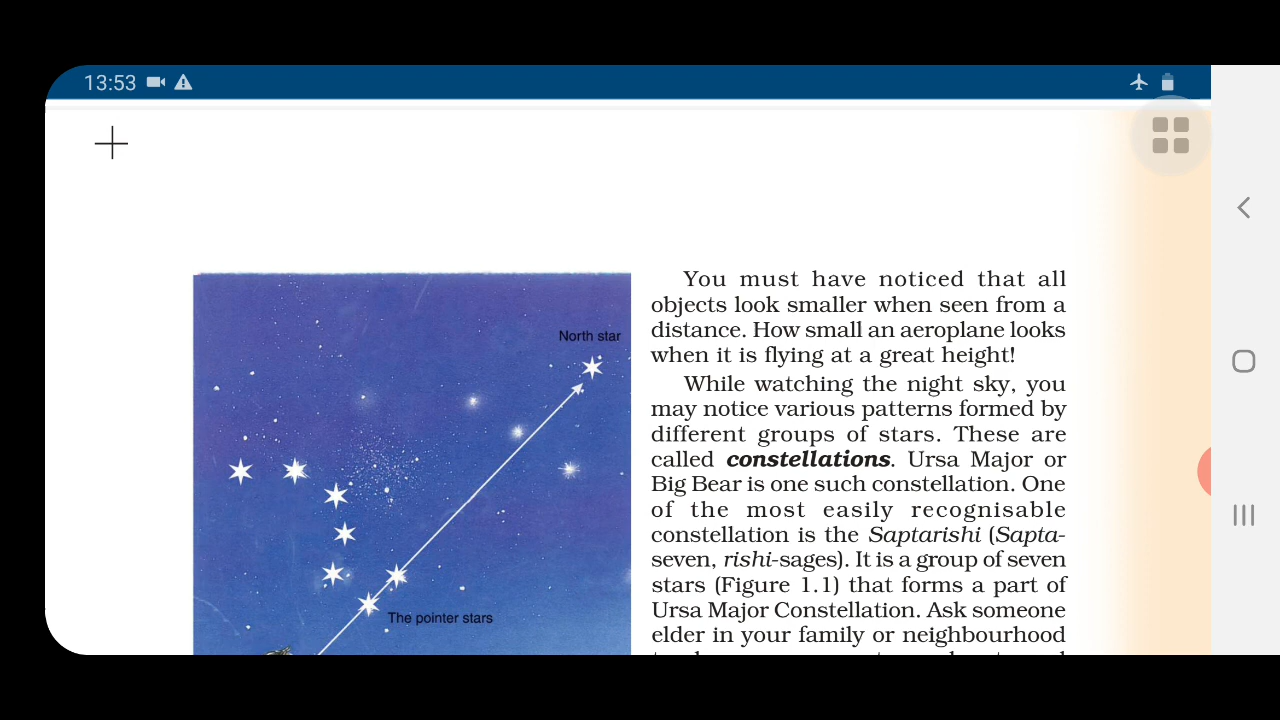 13:53
North star
The pointer stars
You must have noticed that all
objects look smaller when seen from a
distance. How small an aeroplane looks
when it is flying at a great height!
While watching the night sky, you
may notice various patterns formed by
different groups of stars. These are
called constellations. Ursa Major or
Big Bear is one such constellation. One
of the most easily recognisable
constellation is the Saptarishi (Sapta-
seven, rishi-sages). It is a group of seven
stars (Figure 1.1) that forms a part of
Ursa Major Constellation. Ask someone
elder in your family or neighbourhood